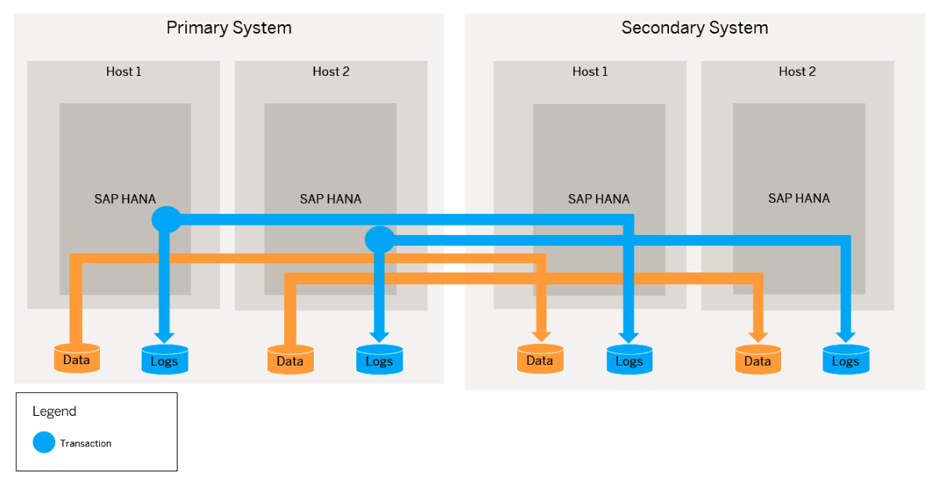 Primary System
Secondary System
Host 1
Host 2
Host 1
Host 2
SAP HANA
SAP HANA
SAP HANA
SAP HANA
Data
Logs
Data
Logs
Data
Logs
Data
Logs
Legend
Transaction